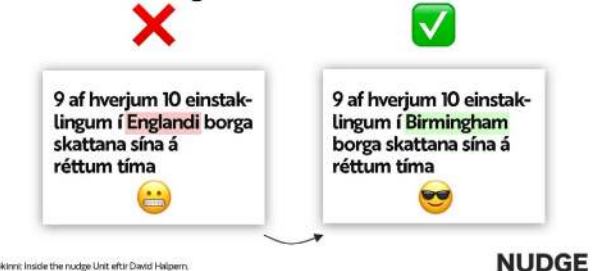 9 af hverjum 10 einstak-
lingum í Englandi borga
skattana sína á
réttum tíma
9 af hverjum 10 einstak-
lingum í Birmingham
borga skattana sína á
réttum tíma
Inside the nudge Unit eftir David Halpern.
NUDGE